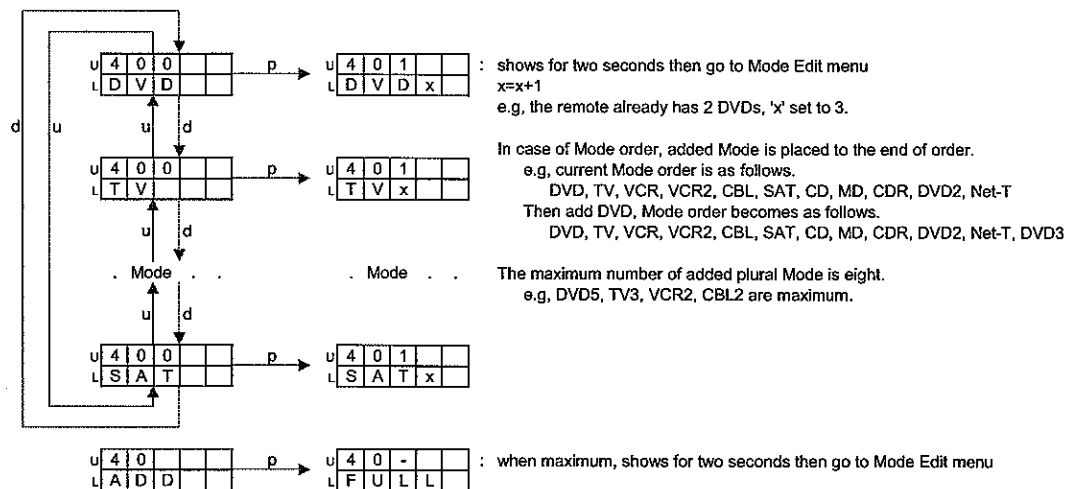 U 4 0 0 p U 4 0 1 : shows for two seconds then go to Mode Edit menu
L D V D L D V D x x=x+1
e.g, the remote already has 2 DVDs, 'x' set to 3.
d u u d
In case of Mode order, added Mode is placed to the end of order.
U 4 0 0 p U 4 0 1 e.g, current Mode order is as follows.
L T V L T V x DVD, TV, VCR, VCR2, CBL, SAT, CD, MD, CDR, DVD2, Net-T
Then add DVD, Mode order becomes as follows.
u d DVD, TV, VCR, VCR2, CBL, SAT, CD, MD, CDR, DVD2, Net-T, DVD3
. Mode . . . Mode . . The maximum number of added plural Mode is eight.
e.g, DVD5, TV3, VCR2, CBL2 are maximum.
u d
U 4 0 0 p U 4 0 1
L S A T L S A T x
U 4 0 p U 4 0 - : when maximum, shows for two seconds then go to Mode Edit menu
L A D D L F U L L